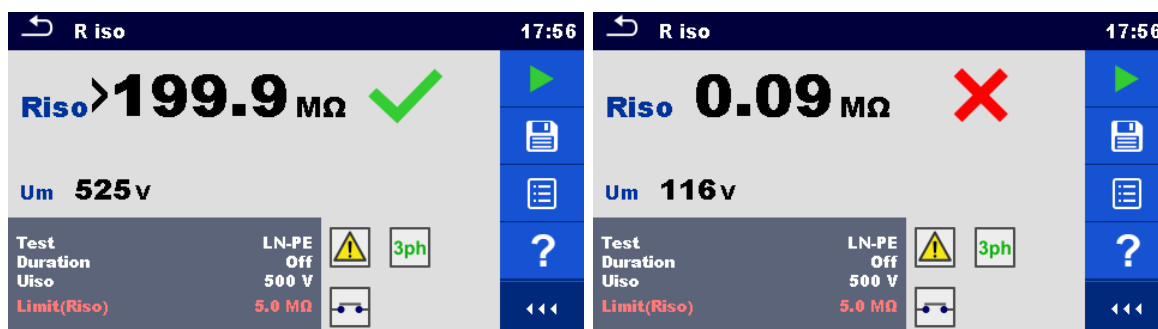 R iso 17:56
Riso >199.9 MΩ
Um 525 V
Test LN-PE
Duration Off
Uiso 500 V
Limit(Riso) 5.0 MΩ
3ph
?
R iso 17:56
Riso 0.09 MΩ
Um 116 V
Test LN-PE
Duration Off
Uiso 500 V
Limit(Riso) 5.0 MΩ
3ph
?